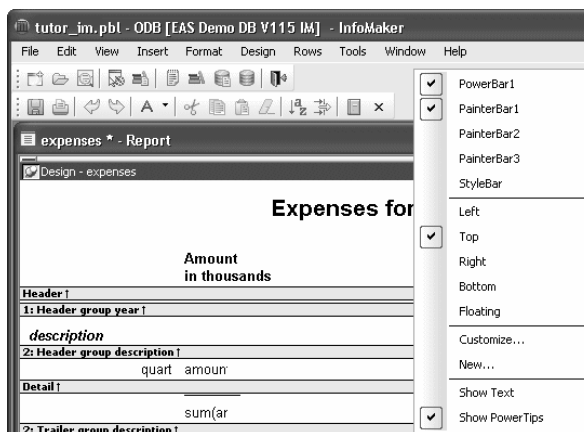 tutor_im.pbl - ODB [EAS Demo DB V115 IM] - InfoMaker
File Edit View Insert Format Design Rows Tools Window Help
expenses * - Report
Design - expenses
Expenses for
Amount
in thousands
Header ↑
1: Header group year ↑
description
2: Header group description ↑
quart amoun
Detail ↑
sum(ar
2: Trailer group description ↑
PowerBar1
PainterBar1
PainterBar2
PainterBar3
StyleBar
Left
Top
Right
Bottom
Floating
Customize...
New...
Show Text
Show PowerTips